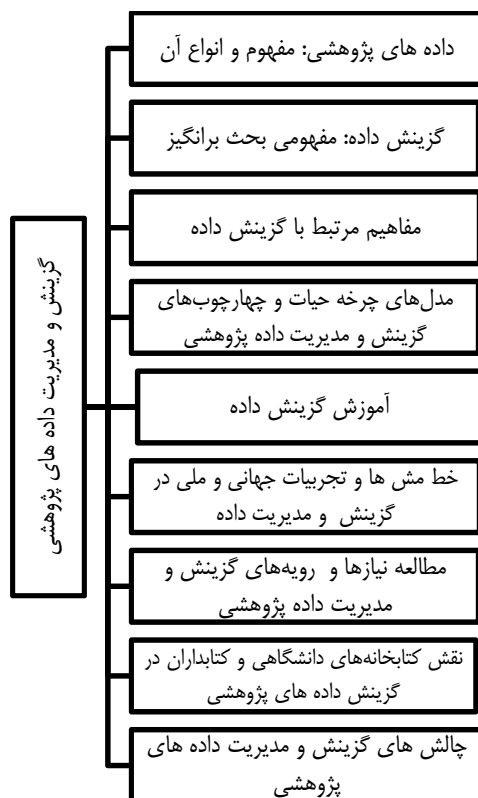 گزینش و مدیریت داده های پژوهشی
داده های پژوهشی: مفهوم و انواع آن
گزینش داده: مفهومی بحث برانگیز
مفاهیم مرتبط با گزینش داده
مدل‌های چرخه حیات و چهارچوب‌های
گزینش و مدیریت داده پژوهشی
آموزش گزینش داده
خط مش ها و تجربیات جهانی و ملی در
گزینش و مدیریت داده
مطالعه نیازها و رویه‌های گزینش و
مدیریت داده پژوهشی
نقش کتابخانه‌های دانشگاهی و کتابداران در
گزینش داده های پژوهشی
چالش های گزینش و مدیریت داده های
پژوهشی